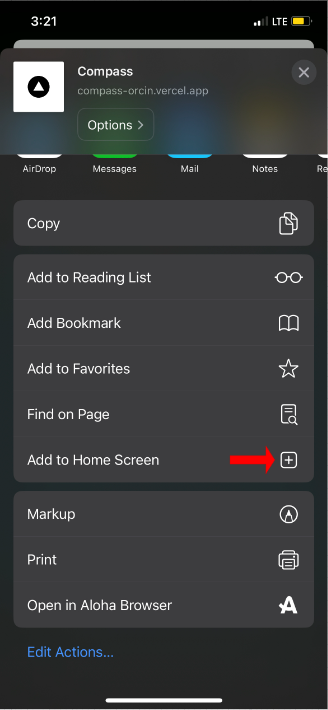 3:21
LTE
Compass
compass-orcin.vercel.app
Options
AirDrop
Messages
Mail
Notes
Re
Copy
Add to Reading List
Add Bookmark
Add to Favorites
Find on Page
Add to Home Screen
Markup
Print
Open in Aloha Browser
Edit Actions...